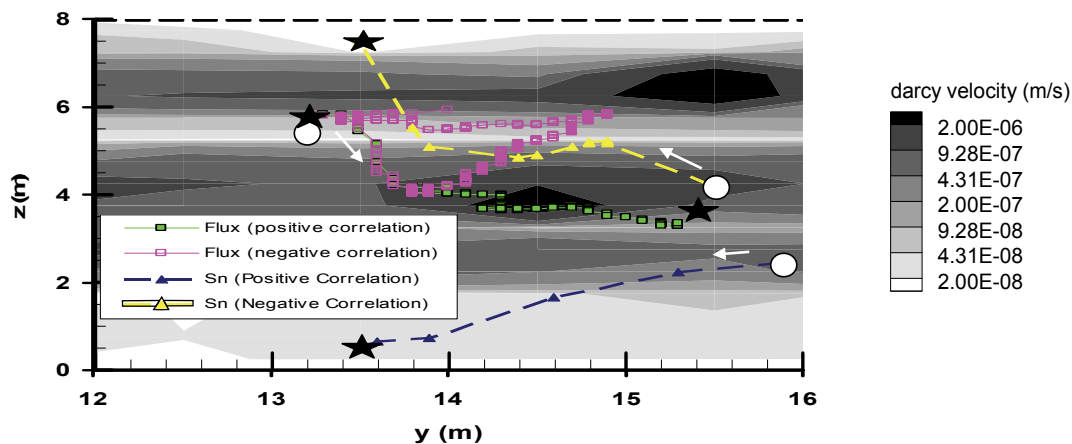 8
6
4
2
0
z(m)
12
13
14
15
16
y (m)
Flux (positive correlation)
Flux (negative correlation)
Sn (Positive Correlation)
Sn (Negative Correlation)
darcy velocity (m/s)
2.00E-06
9.28E-07
4.31E-07
2.00E-07
9.28E-08
4.31E-08
2.00E-08